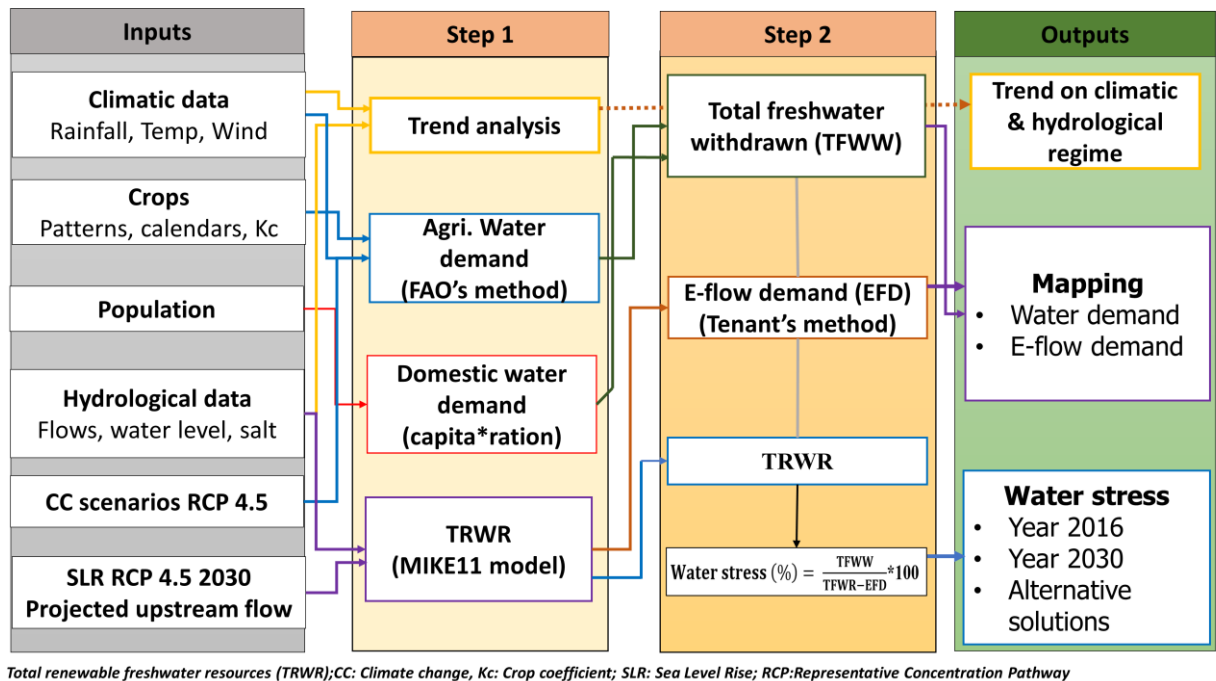 Inputs
Climatic data
Rainfall, Temp, Wind
Crops
Patterns, calendars, Kc
Population
Hydrological data
Flows, water level, salt
CC scenarios RCP 4.5
SLR RCP 4.5 2030
Projected upstream flow
Step 1
Trend analysis
Agri. Water
demand
(FAO's method)
Domestic water
demand
(capita*ration)
TRWR
(MIKE11 model)
Step 2
Total freshwater
withdrawn (TFWW)
E-flow demand (EFD)
(Tenant's method)
TRWR
Water stress (%) = TFWW / TFWR−EFD *100
Outputs
Trend on climatic
& hydrological
regime
Mapping
• Water demand
• E-flow demand
Water stress
• Year 2016
• Year 2030
• Alternative
solutions
Total renewable freshwater resources (TRWR);CC: Climate change, Kc: Crop coefficient; SLR: Sea Level Rise; RCP:Representative Concentration Pathway